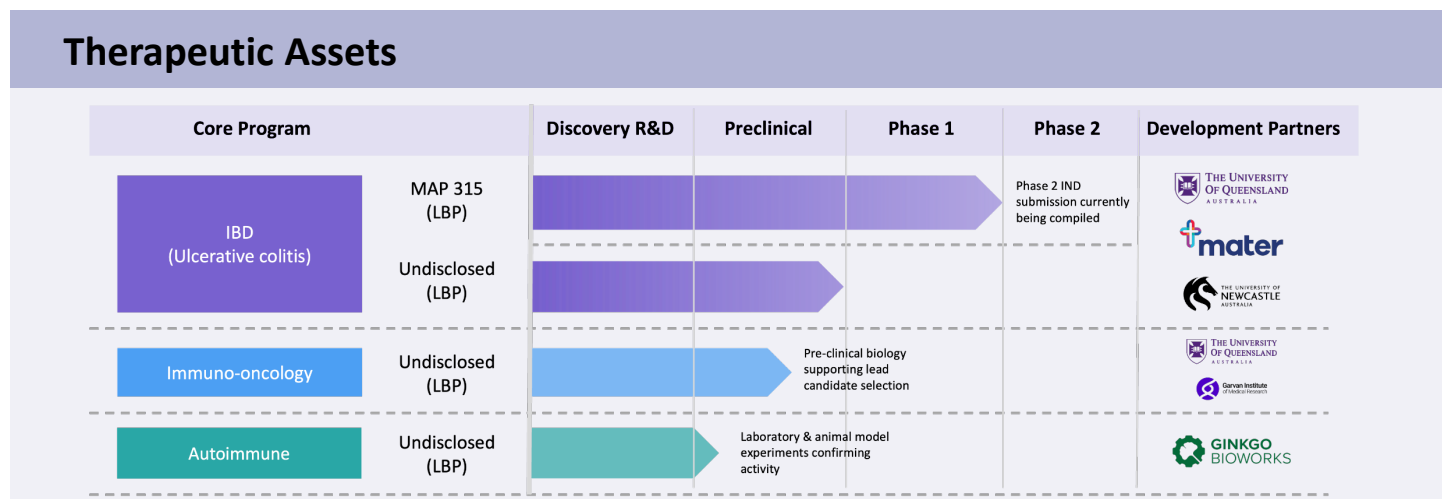 Therapeutic Assets
Core Program
Discovery R&D
Preclinical
Phase 1
Phase 2
Development Partners
IBD
(Ulcerative colitis)
MAP 315
(LBP)
Phase 2 IND
submission currently
being compiled
THE UNIVERSITY
OF QUEENSLAND
AUSTRALIA
mater
Undisclosed
(LBP)
THE UNIVERSITY OF
NEWCASTLE
AUSTRALIA
Immuno-oncology
Undisclosed
(LBP)
Pre-clinical biology
supporting lead
candidate selection
THE UNIVERSITY
OF QUEENSLAND
AUSTRALIA
Garvan Institute
of Medical Research
Autoimmune
Undisclosed
(LBP)
Laboratory & animal model
experiments confirming
activity
GINKGO
BIOWORKS